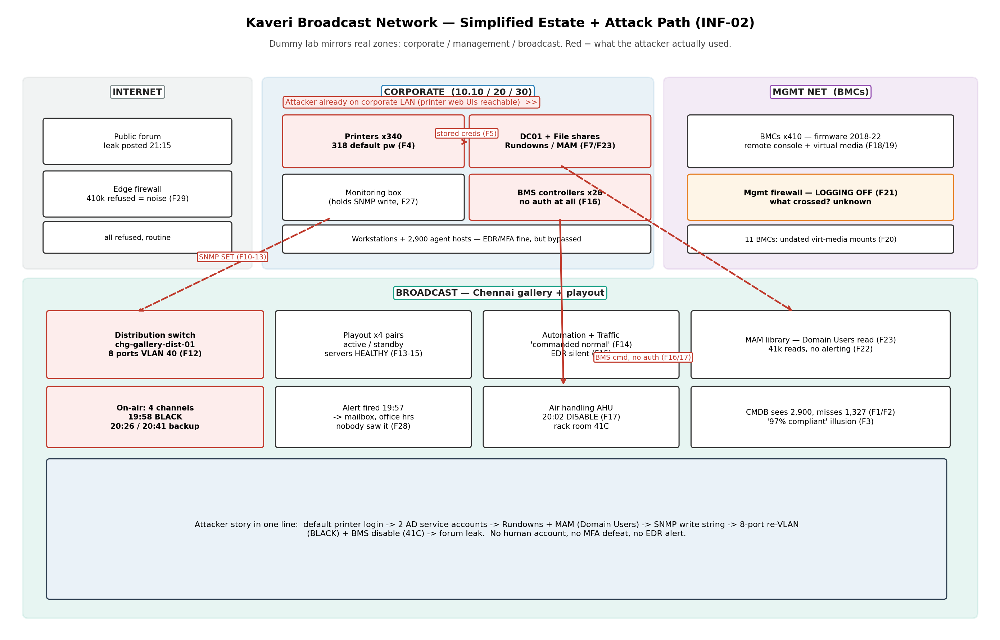 Kaveri Broadcast Network — Simplified Estate + Attack Path (INF-02)
Dummy lab mirrors real zones: corporate / management / broadcast. Red = what the attacker actually used.
INTERNET
Public forum
leak posted 21:15
Edge firewall
410k refused = noise (F29)
all refused, routine
CORPORATE  (10.10 / 20 / 30)
Attacker already on corporate LAN (printer web UIs reachable)  >>
Printers x340
318 default pw (F4)
stored creds (F5)
DC01 + File shares
Rundowns / MAM (F7/F23)
Monitoring box
(holds SNMP write, F27)
BMS controllers x26
no auth at all (F16)
Workstations + 2,900 agent hosts — EDR/MFA fine, but bypassed
MGMT NET  (BMCs)
BMCs x410 — firmware 2018-22
remote console + virtual media (F18/19)
Mgmt firewall — LOGGING OFF (F21)
what crossed? unknown
11 BMCs: undated virt-media mounts (F20)
SNMP SET (F10-13)
BROADCAST — Chennai gallery + playout
Distribution switch
chg-gallery-dist-01
8 ports VLAN 40 (F12)
Playout x4 pairs
active / standby
servers HEALTHY (F13-15)
Automation + Traffic
'commanded normal' (F14)
EDR silent (F15)
BMS cmd, no auth (F16/17)
MAM library — Domain Users read (F23)
41k reads, no alerting (F22)
On-air: 4 channels
19:58 BLACK
20:26 / 20:41 backup
Alert fired 19:57
-> mailbox, office hrs
nobody saw it (F28)
Air handling AHU
20:02 DISABLE (F17)
rack room 41C
CMDB sees 2,900, misses 1,327 (F1/F2)
'97% compliant' illusion (F3)
Attacker story in one line:  default printer login -> 2 AD service accounts -> Rundowns + MAM (Domain Users) -> SNMP write string -> 8-port re-VLAN
(BLACK) + BMS disable (41C) -> forum leak.  No human account, no MFA defeat, no EDR alert.